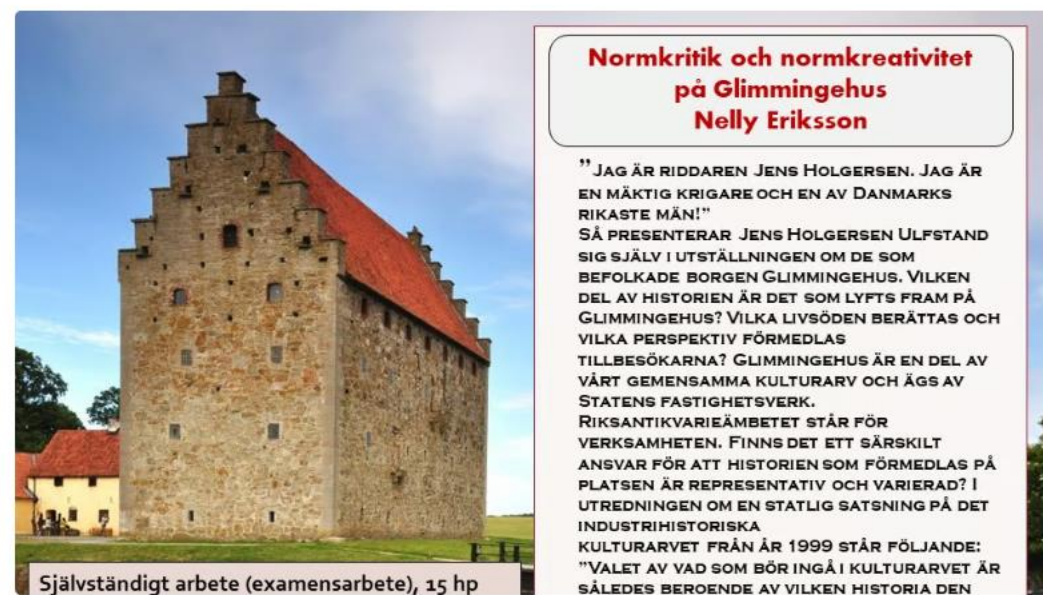 Normkritik och normkreativitet
på Glimmingehus
Nelly Eriksson
”JAG ÄR RIDDAREN JENS HOLGERSEN. JAG ÄR
EN MÄKTIG KRIGARE OCH EN AV DANMARKS
RIKASTE MÄN!”
SÅ PRESENTERAR JENS HOLGERSEN ULFSTAND
SIG SJÄLV I UTSTÄLLNINGEN OM DE SOM
BEFOLKADE BORGEN GLIMMINGEHUS. VILKEN
DEL AV HISTORIEN ÄR DET SOM LYFTS FRAM PÅ
GLIMMINGEHUS? VILKA LIVSÖDEN BERÄTTAS OCH
VILKA PERSPEKTIV FÖRMEDLAS
TILLBESÖKARNA? GLIMMINGEHUS ÄR EN DEL AV
VÅRT GEMENSAMMA KULTURARV OCH ÄGS AV
STATENS FASTIGHETSVERK.
RIKSANTIKVARIEÄMBETET STÅR FÖR
VERKSAMHETEN. FINNS DET ETT SÄRSKILT
ANSVAR FÖR ATT HISTORIEN SOM FÖRMEDLAS PÅ
PLATSEN ÄR REPRESENTATIV OCH VARIERAD? I
UTREDNINGEN OM EN STATLIG SATSNING PÅ DET
INDUSTRIHISTORISKA
KULTURARVET FRÅN ÅR 1999 STÅR FÖLJANDE:
”VALET AV VAD SOM BÖR INGÅ I KULTURARVET ÄR
SÅLEDES BEROENDE AV VILKEN HISTORIA DEN
Självständigt arbete (examensarbete), 15 hp